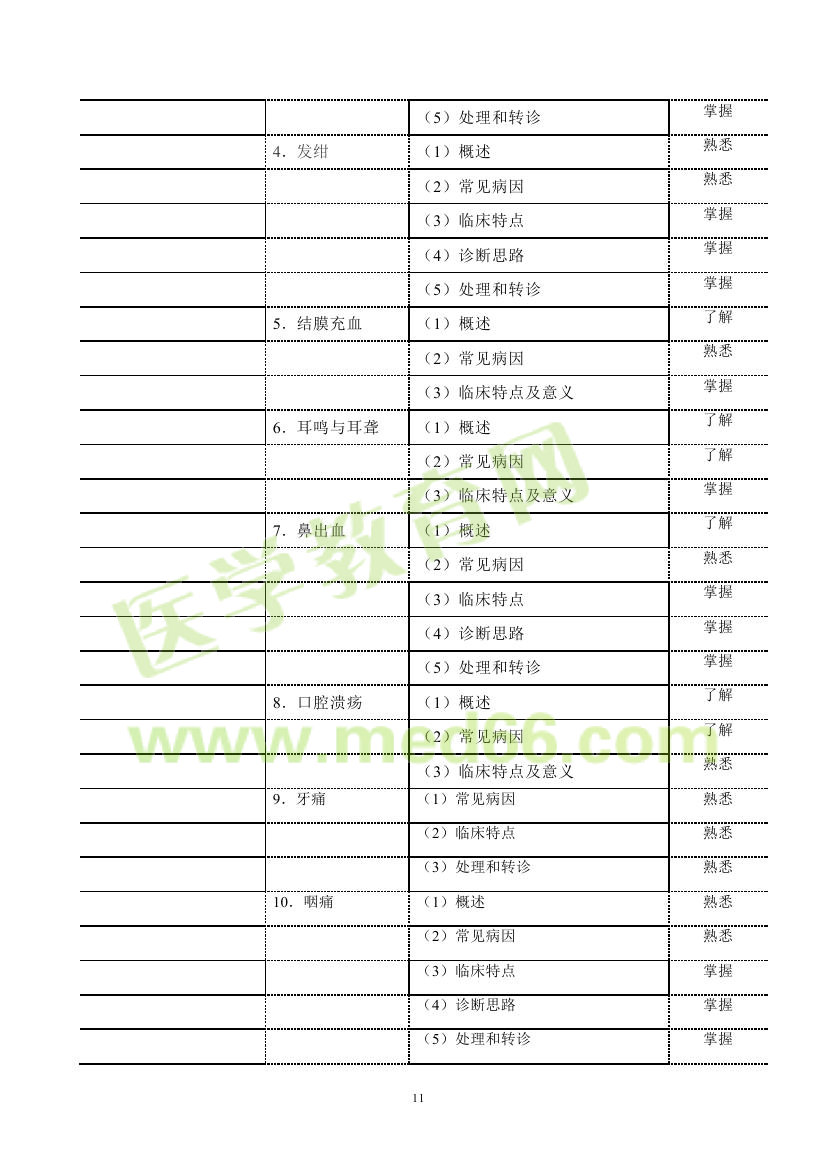 （5）处理和转诊 掌握
4．发绀 （1）概述 熟悉
（2）常见病因 熟悉
（3）临床特点 掌握
（4）诊断思路 掌握
（5）处理和转诊 掌握
5．结膜充血 （1）概述 了解
（2）常见病因 熟悉
（3）临床特点及意义 掌握
6．耳鸣与耳聋 （1）概述 了解
（2）常见病因 了解
（3）临床特点及意义 掌握
7．鼻出血 （1）概述 了解
（2）常见病因 熟悉
（3）临床特点 掌握
（4）诊断思路 掌握
（5）处理和转诊 掌握
8．口腔溃疡 （1）概述 了解
（2）常见病因 了解
（3）临床特点及意义 熟悉
9．牙痛 （1）常见病因 熟悉
（2）临床特点 熟悉
（3）处理和转诊 熟悉
10．咽痛 （1）概述 熟悉
（2）常见病因 熟悉
（3）临床特点 掌握
（4）诊断思路 掌握
（5）处理和转诊 掌握
医学教育网
www.med66.com
11